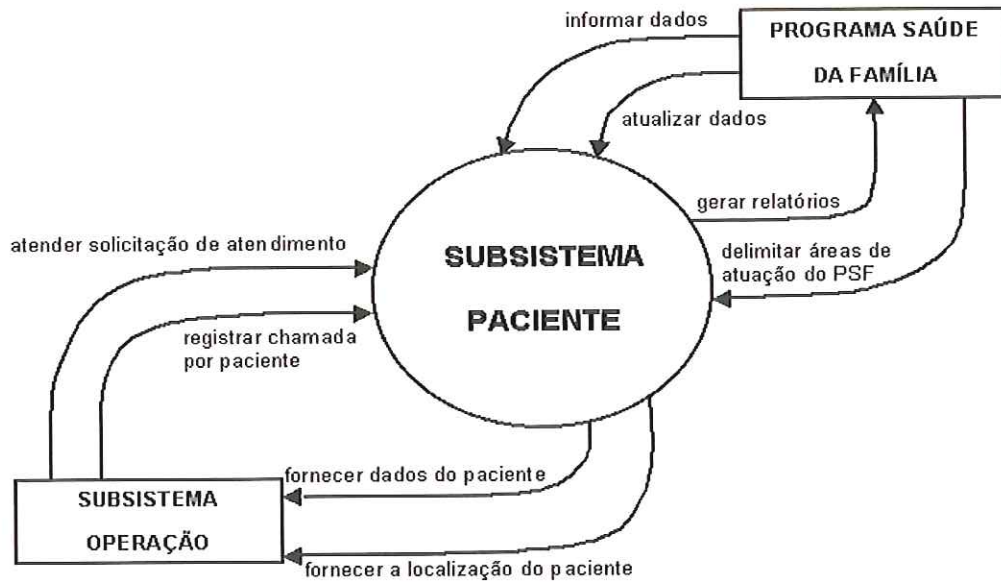 informar dados
PROGRAMA SAÚDE
DA FAMÍLIA
atualizar dados
gerar relatórios
delimitar áreas de
atuação do PSF
atender solicitação de atendimento
registrar chamada
por paciente
SUBSISTEMA
PACIENTE
fornecer dados do paciente
SUBSISTEMA
OPERAÇÃO
fornecer a localização do paciente